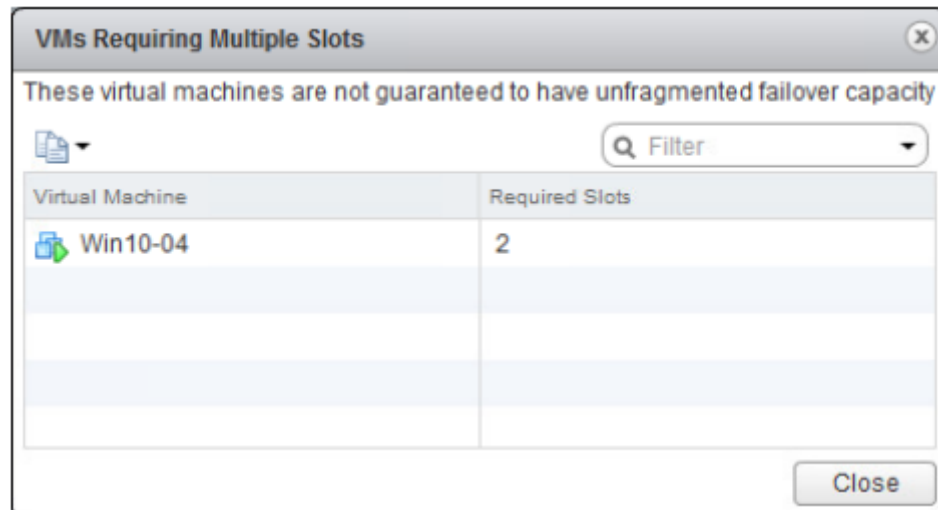 VMs Requiring Multiple Slots
These virtual machines are not guaranteed to have unfragmented failover capacity
Filter
Virtual Machine Required Slots
Win10-04 2
Close